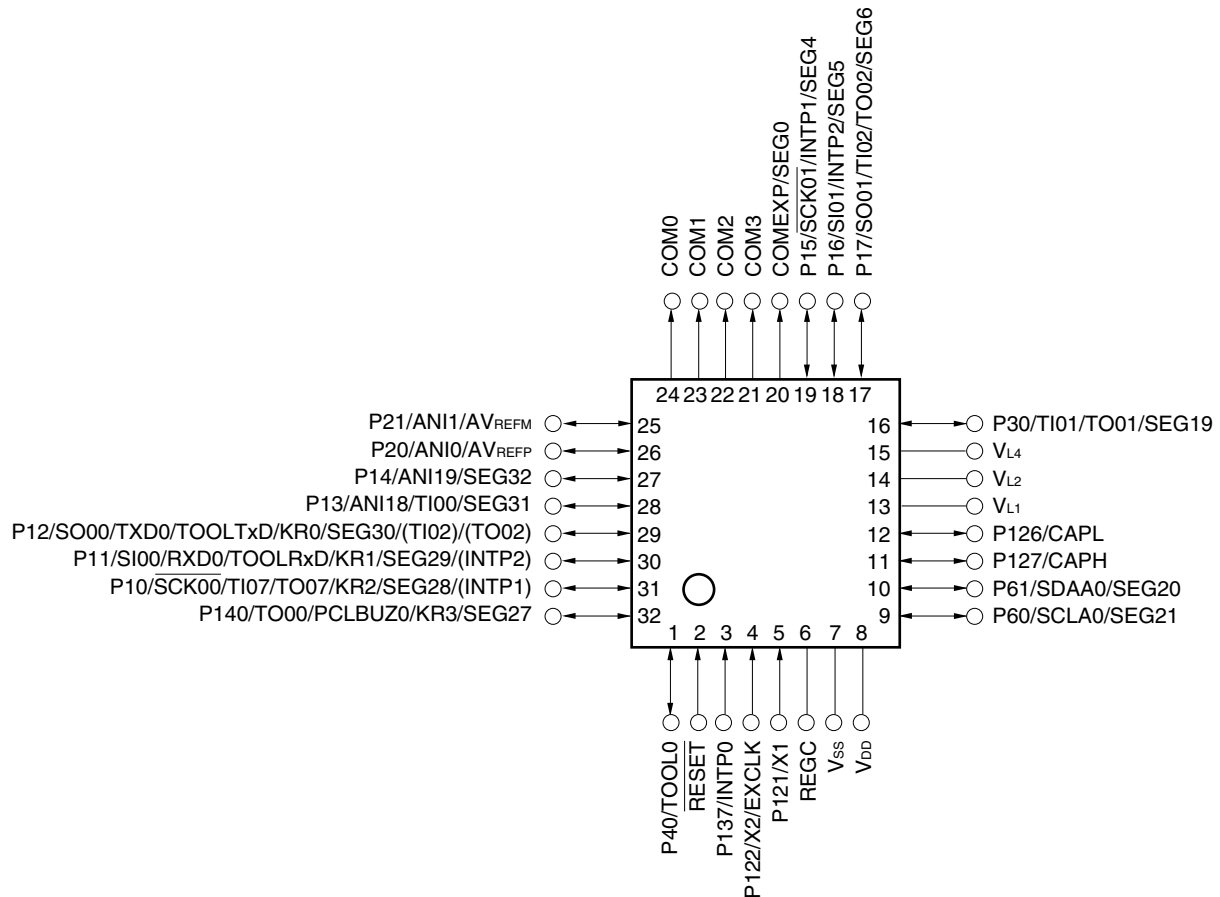 COM0
COM1
COM2
COM3
COMEXP/SEG0
P15/SCK01/INTP1/SEG4
P16/SI01/INTP2/SEG5
P17/SO01/TI02/TO02/SEG6
24 23 22 21 20 19 18 17
P21/ANI1/AVREFM 25
P20/ANI0/AVREFP 26
P14/ANI19/SEG32 27
P13/ANI18/TI00/SEG31 28
P12/SO00/TXD0/TOOLTxD/KR0/SEG30/(TI02)/(TO02) 29
P11/SI00/RXD0/TOOLRxD/KR1/SEG29/(INTP2) 30
P10/SCK00/TI07/TO07/KR2/SEG28/(INTP1) 31
P140/TO00/PCLBUZ0/KR3/SEG27 32
16 P30/TI01/TO01/SEG19
15 VL4
14 VL2
13 VL1
12 P126/CAPL
11 P127/CAPH
10 P61/SDAA0/SEG20
9 P60/SCLA0/SEG21
1 2 3 4 5 6 7 8
P40/TOOL0
RESET
P137/INTP0
P122/X2/EXCLK
P121/X1
REGC
VSS
VDD